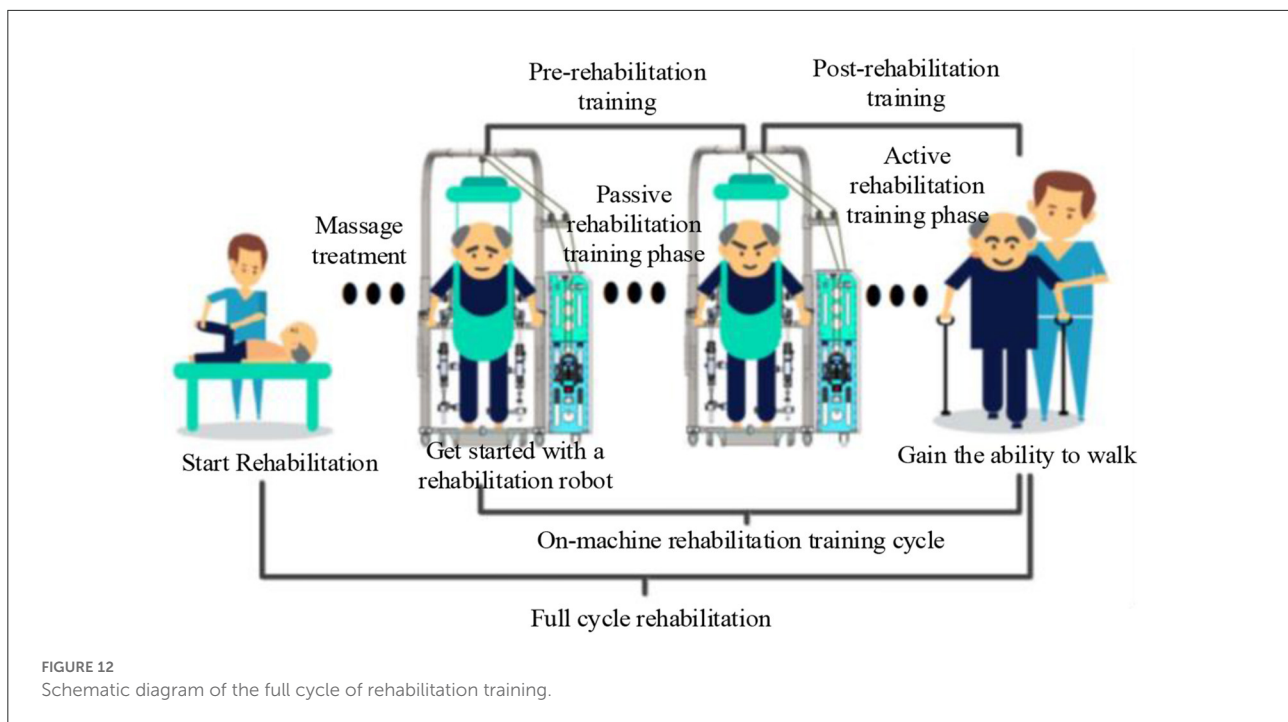 Pre-rehabilitation
training
Post-rehabilitation
training
Massage
treatment
Passive
rehabilitation
training phase
Active
rehabilitation
training phase
Start Rehabilitation
Get started with a
rehabilitation robot
Gain the ability to walk
On-machine rehabilitation training cycle
Full cycle rehabilitation
FIGURE 12
Schematic diagram of the full cycle of rehabilitation training.